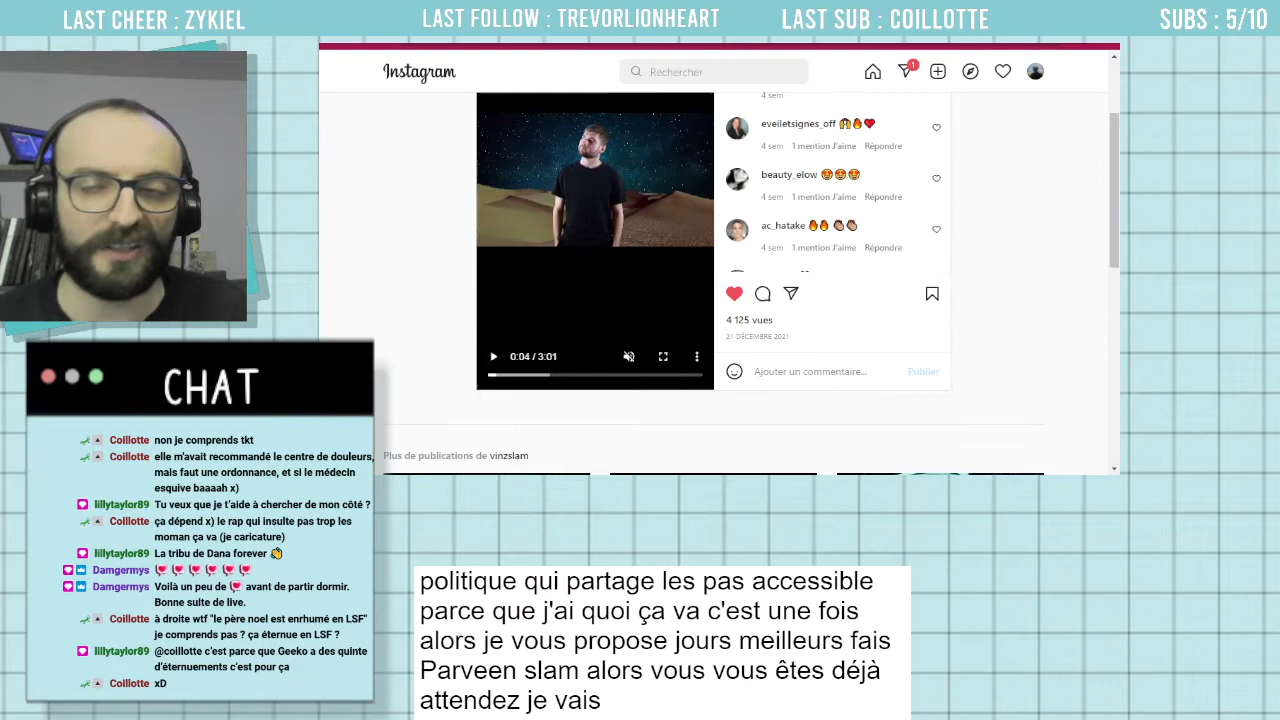 LAST CHEER : ZYKIEL
LAST FOLLOW : TREVORLIONHEART
LAST SUB : COILLOTTE
SUBS : 5/10
Instagram
Rechercher
1
4 sem
eveiletsignes_off
4 sem 1 mention J'aime Répondre
beauty_elow
4 sem 1 mention J'aime Répondre
ac_hatake
4 sem 1 mention J'aime Répondre
4 125 vues
21 DÉCEMBRE 2021
0:04 / 3:01
Ajouter un commentaire... Publier
Plus de publications de vinzslam
CHAT
Coillotte non je comprends tkt
Coillotte elle m'avait recommandé le centre de douleurs,
mais faut une ordonnance, et si le médecin
esquive baaaah x)
lillytaylor89 Tu veux que je t'aide à chercher de mon côté ?
Coillotte ça dépend x) le rap qui insulte pas trop les
moman ça va (je caricature)
lillytaylor89 La tribu de Dana forever
Damgermys
Damgermys Voilà un peu de avant de partir dormir.
Bonne suite de live.
Coillotte à droite wtf "le père noel est enrhumé en LSF"
je comprends pas ? ça éternue en LSF ?
lillytaylor89 @coillotte c'est parce que Geeko a des quinte
d'éternuements c'est pour ça
Coillotte xD
politique qui partage les pas accessible
parce que j'ai quoi ça va c'est une fois
alors je vous propose jours meilleurs fais
Parveen slam alors vous vous êtes déjà
attendez je vais